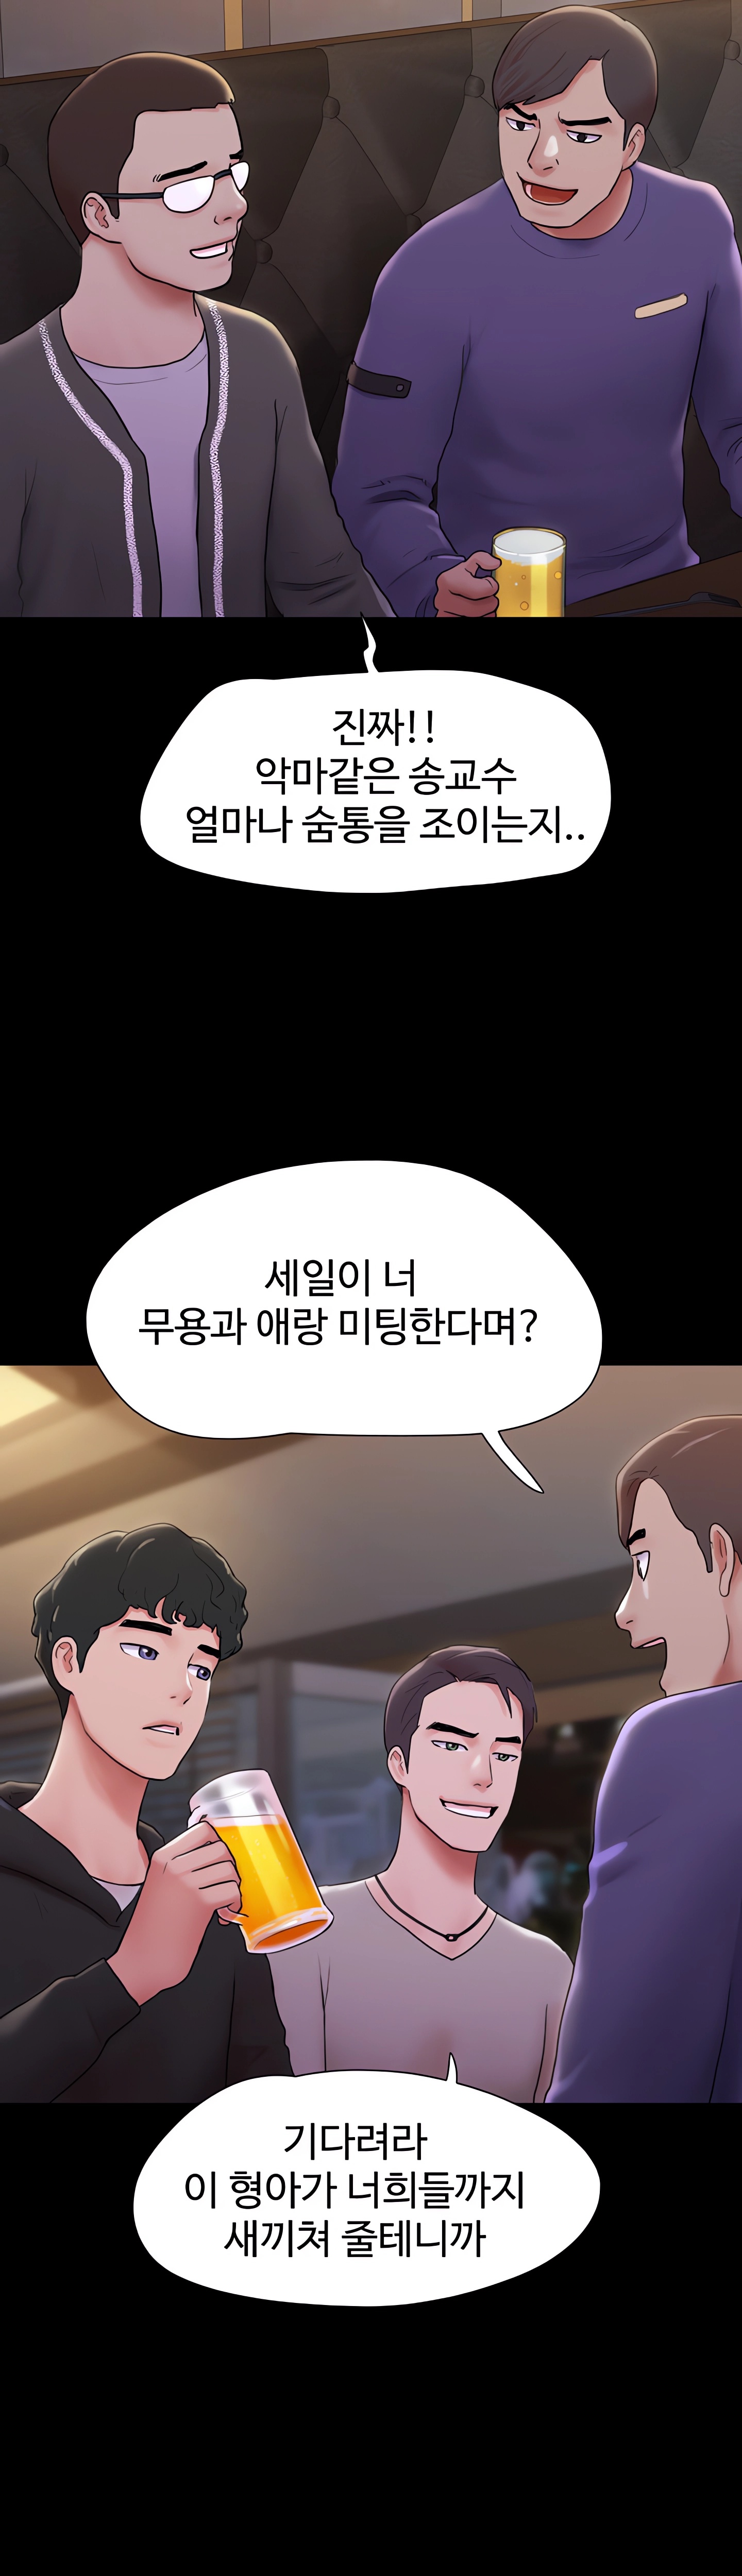 진짜!!
악마같은 송교수
얼마나 숨통을 조이는지..
세일이 너
무용과 애랑 미팅한다며?
기다려라
이 형아가 너희들까지
새끼쳐 줄테니까